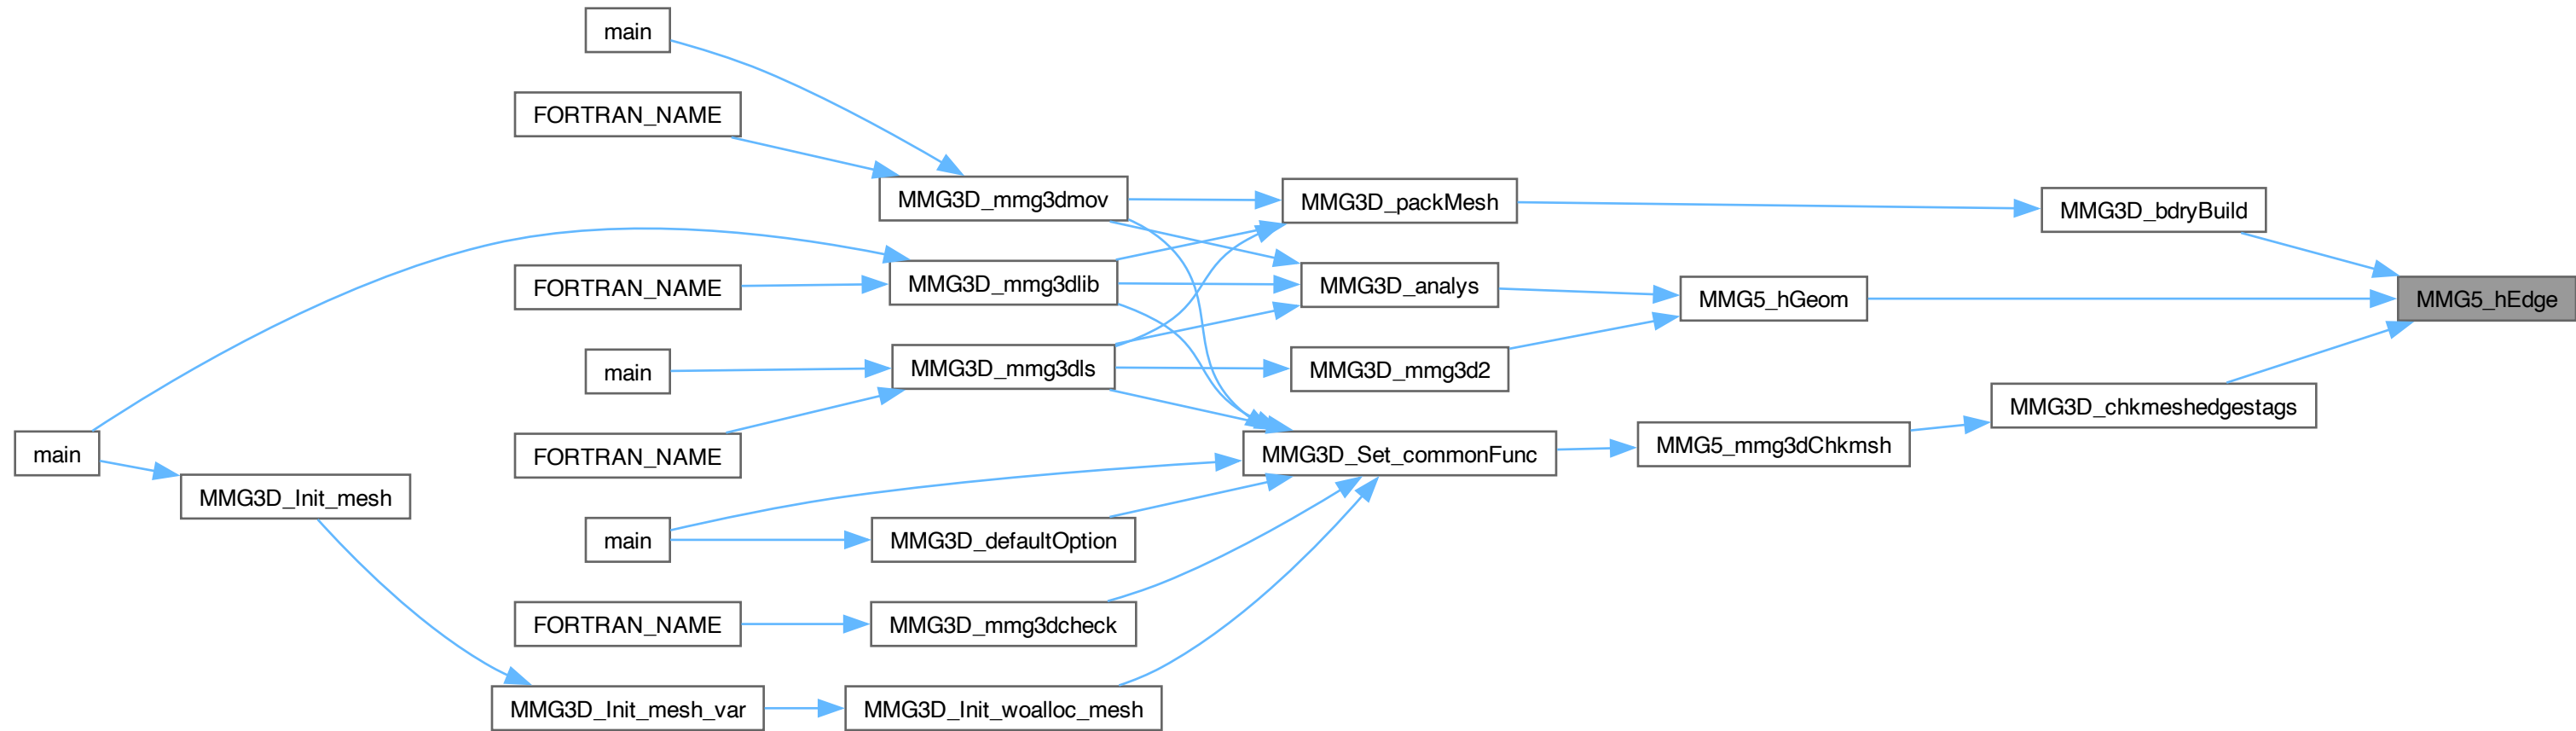 main
FORTRAN_NAME
MMG3D_mmg3dmov
MMG3D_packMesh
MMG3D_bdryBuild
MMG3D_mmg3dlib
FORTRAN_NAME
MMG3D_analys
MMG5_hGeom
MMG5_hEdge
MMG3D_mmg3dls
main
MMG3D_mmg3d2
MMG3D_chkmeshedgestags
FORTRAN_NAME
main
MMG3D_Set_commonFunc
MMG5_mmg3dChkmsh
MMG3D_Init_mesh
main
MMG3D_defaultOption
FORTRAN_NAME
MMG3D_mmg3dcheck
MMG3D_Init_mesh_var
MMG3D_Init_woalloc_mesh